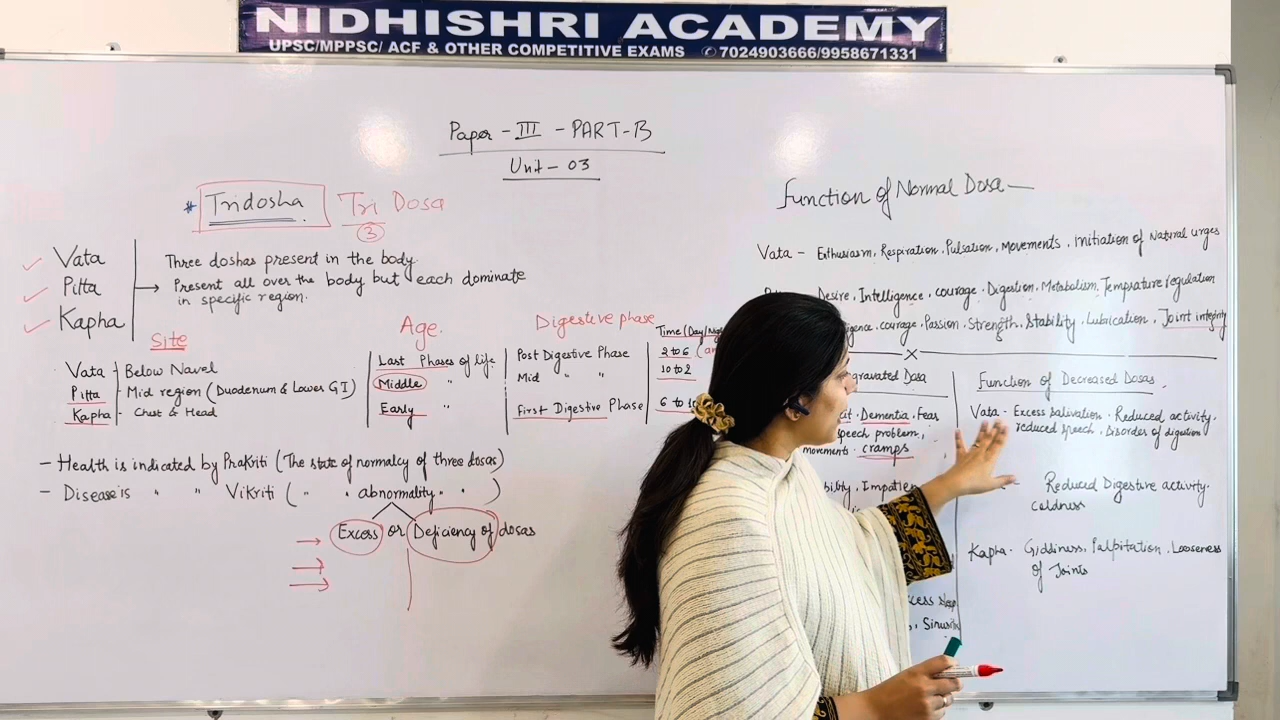 NIDHISHRI ACADEMY
UPSC/MPPSC/ ACF & OTHER COMPETITIVE EXAMS ✆7024903666/9958671331
Paper - III - PART-B
Unit - 03
* Tridosha Tri Dosa
3
Vata
Pitta
Kapha
Three doshas present in the body.
→ Present all over the body but each dominate
in specific region.
Site
Vata - Below Navel
Pitta - Mid region (Duodenum & Lower G I)
Kapha - Chest & Head
Age.
Last Phases of life
Middle "
Early "
Digestive phase
Post Digestive Phase
Mid " "
First Digestive Phase
Time (Day/Nig
2 to 6
10 to 2
6 to 10
- Health is indicated by Prakriti (The state of normalcy of three dosas)
- Disease is " " Vikriti ( " " abnormality " " )
Excess or Deficiency of dosas
Function of Normal Dosa —
Vata - Enthusiasm, Respiration, Pulsation, Movements, Initiation of Natural urges
Desire, Intelligence, courage, Digestion, Metabolism, Temprature regulation
igence, courage, Passion, Strength, Stability, Lubrication, Joint integrity
x
gravated Dosa
Dementia, Fear
speech problem,
movements. cramps
bility, Impatien
cess sleep
, Sinusitis
Function of Decreased Dosas
Vata - Excess salivation, Reduced activity,
reduced speech, Disorder of digestion
Reduced Digestive activity,
coldness
Kapha - Giddiness, Palpitation, Looseness
of Joints